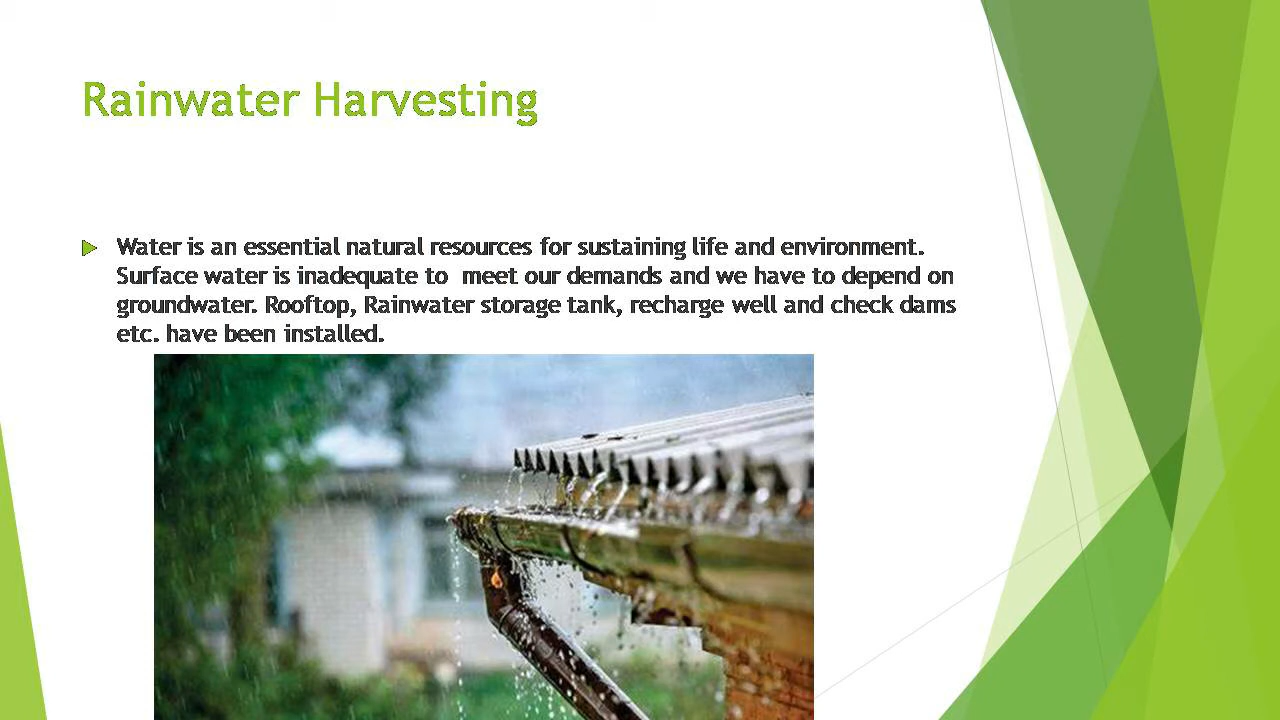 Rainwater Harvesting
Water is an essential natural resources for sustaining life and environment.
Surface water is inadequate to  meet our demands and we have to depend on
groundwater. Rooftop, Rainwater storage tank, recharge well and check dams
etc. have been installed.